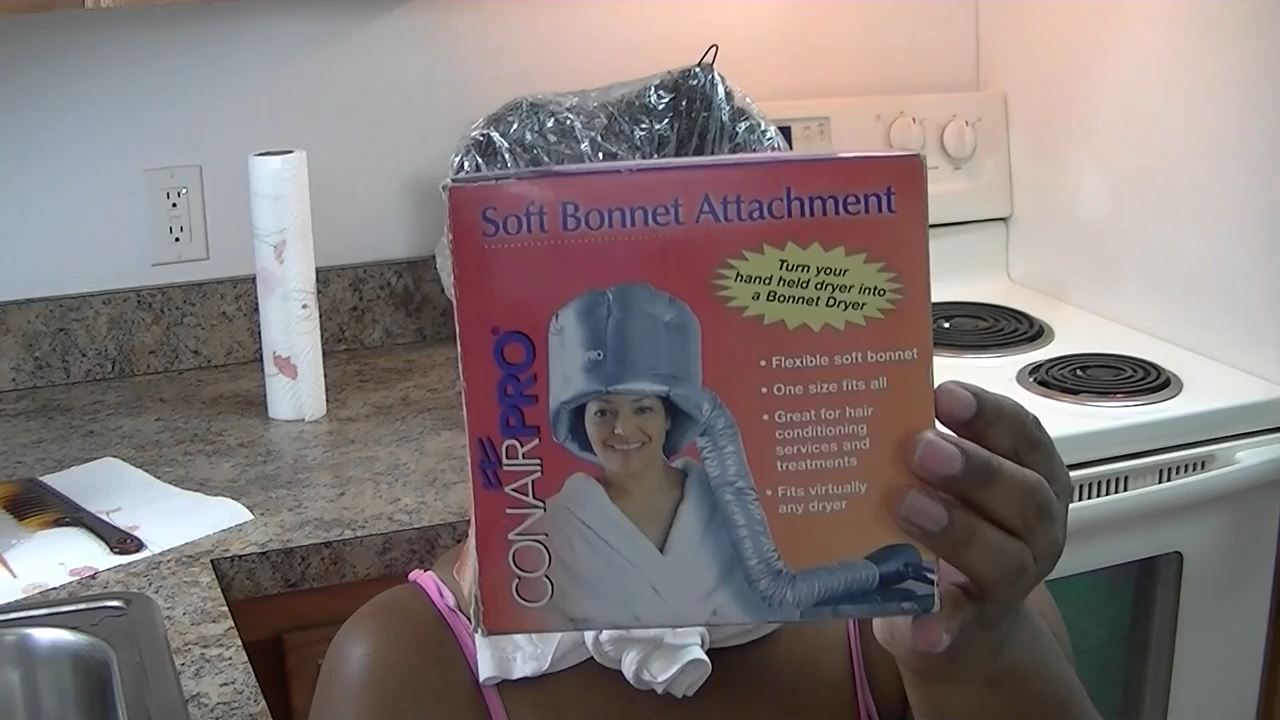 Soft Bonnet Attachment
Turn your
hand held dryer into
a Bonnet Dryer
PRO
CONAIRPRO®
• Flexible soft bonnet
• One size fits all
• Great for hair
conditioning
services and
treatments
• Fits virtually
any dryer